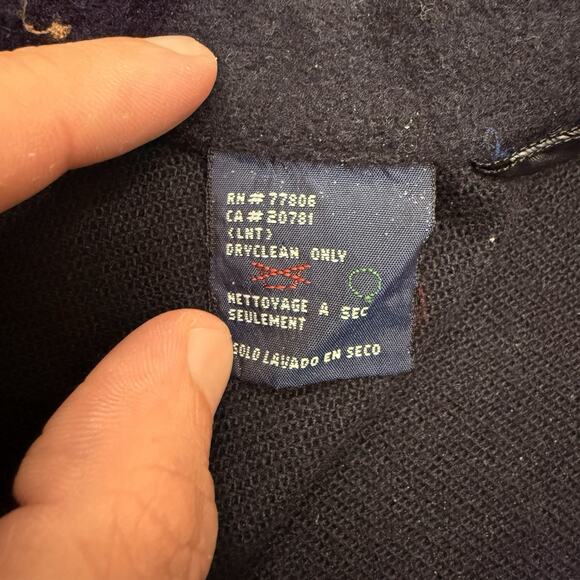 RN # 77806
CA # 20781
(LNT)
DRYCLEAN ONLY
NETTOYAGE A SEC
SEULEMENT
SOLO LAVADO EN SECO